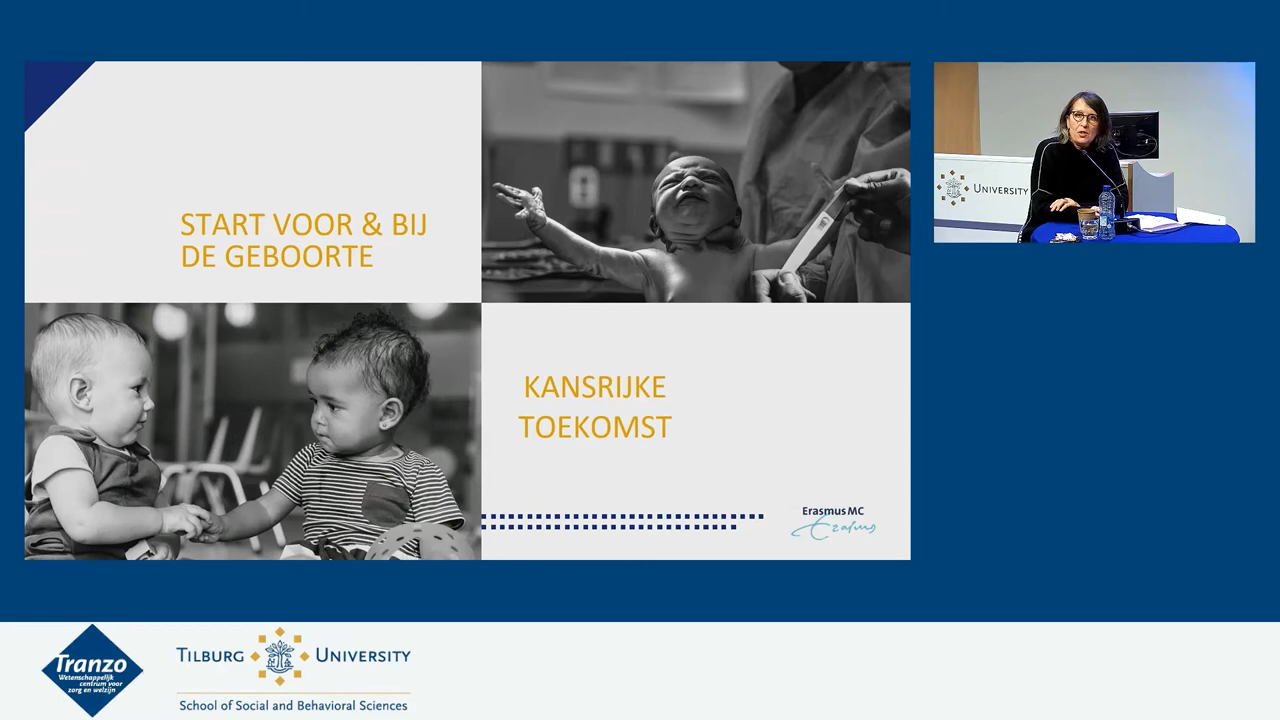 START VOOR & BIJ
DE GEBOORTE
KANSRIJKE
TOEKOMST
Erasmus MC
Erasmus
UNIVERSITY
Tranzo
Wetenschappelijk
centrum voor
zorg en welzijn
TILBURG UNIVERSITY
School of Social and Behavioral Sciences